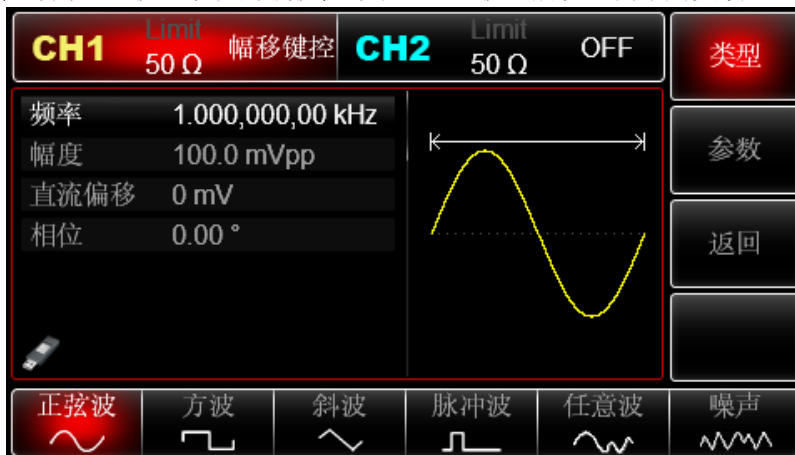 CH1 Limit 50 Ω 幅移键控 CH2 Limit 50 Ω OFF
类型
频率 1.000,000,00 kHz
幅度 100.0 mVpp
参数
直流偏移 0 mV
相位 0.00 °
返回
正弦波 方波 斜波 脉冲波 任意波 噪声